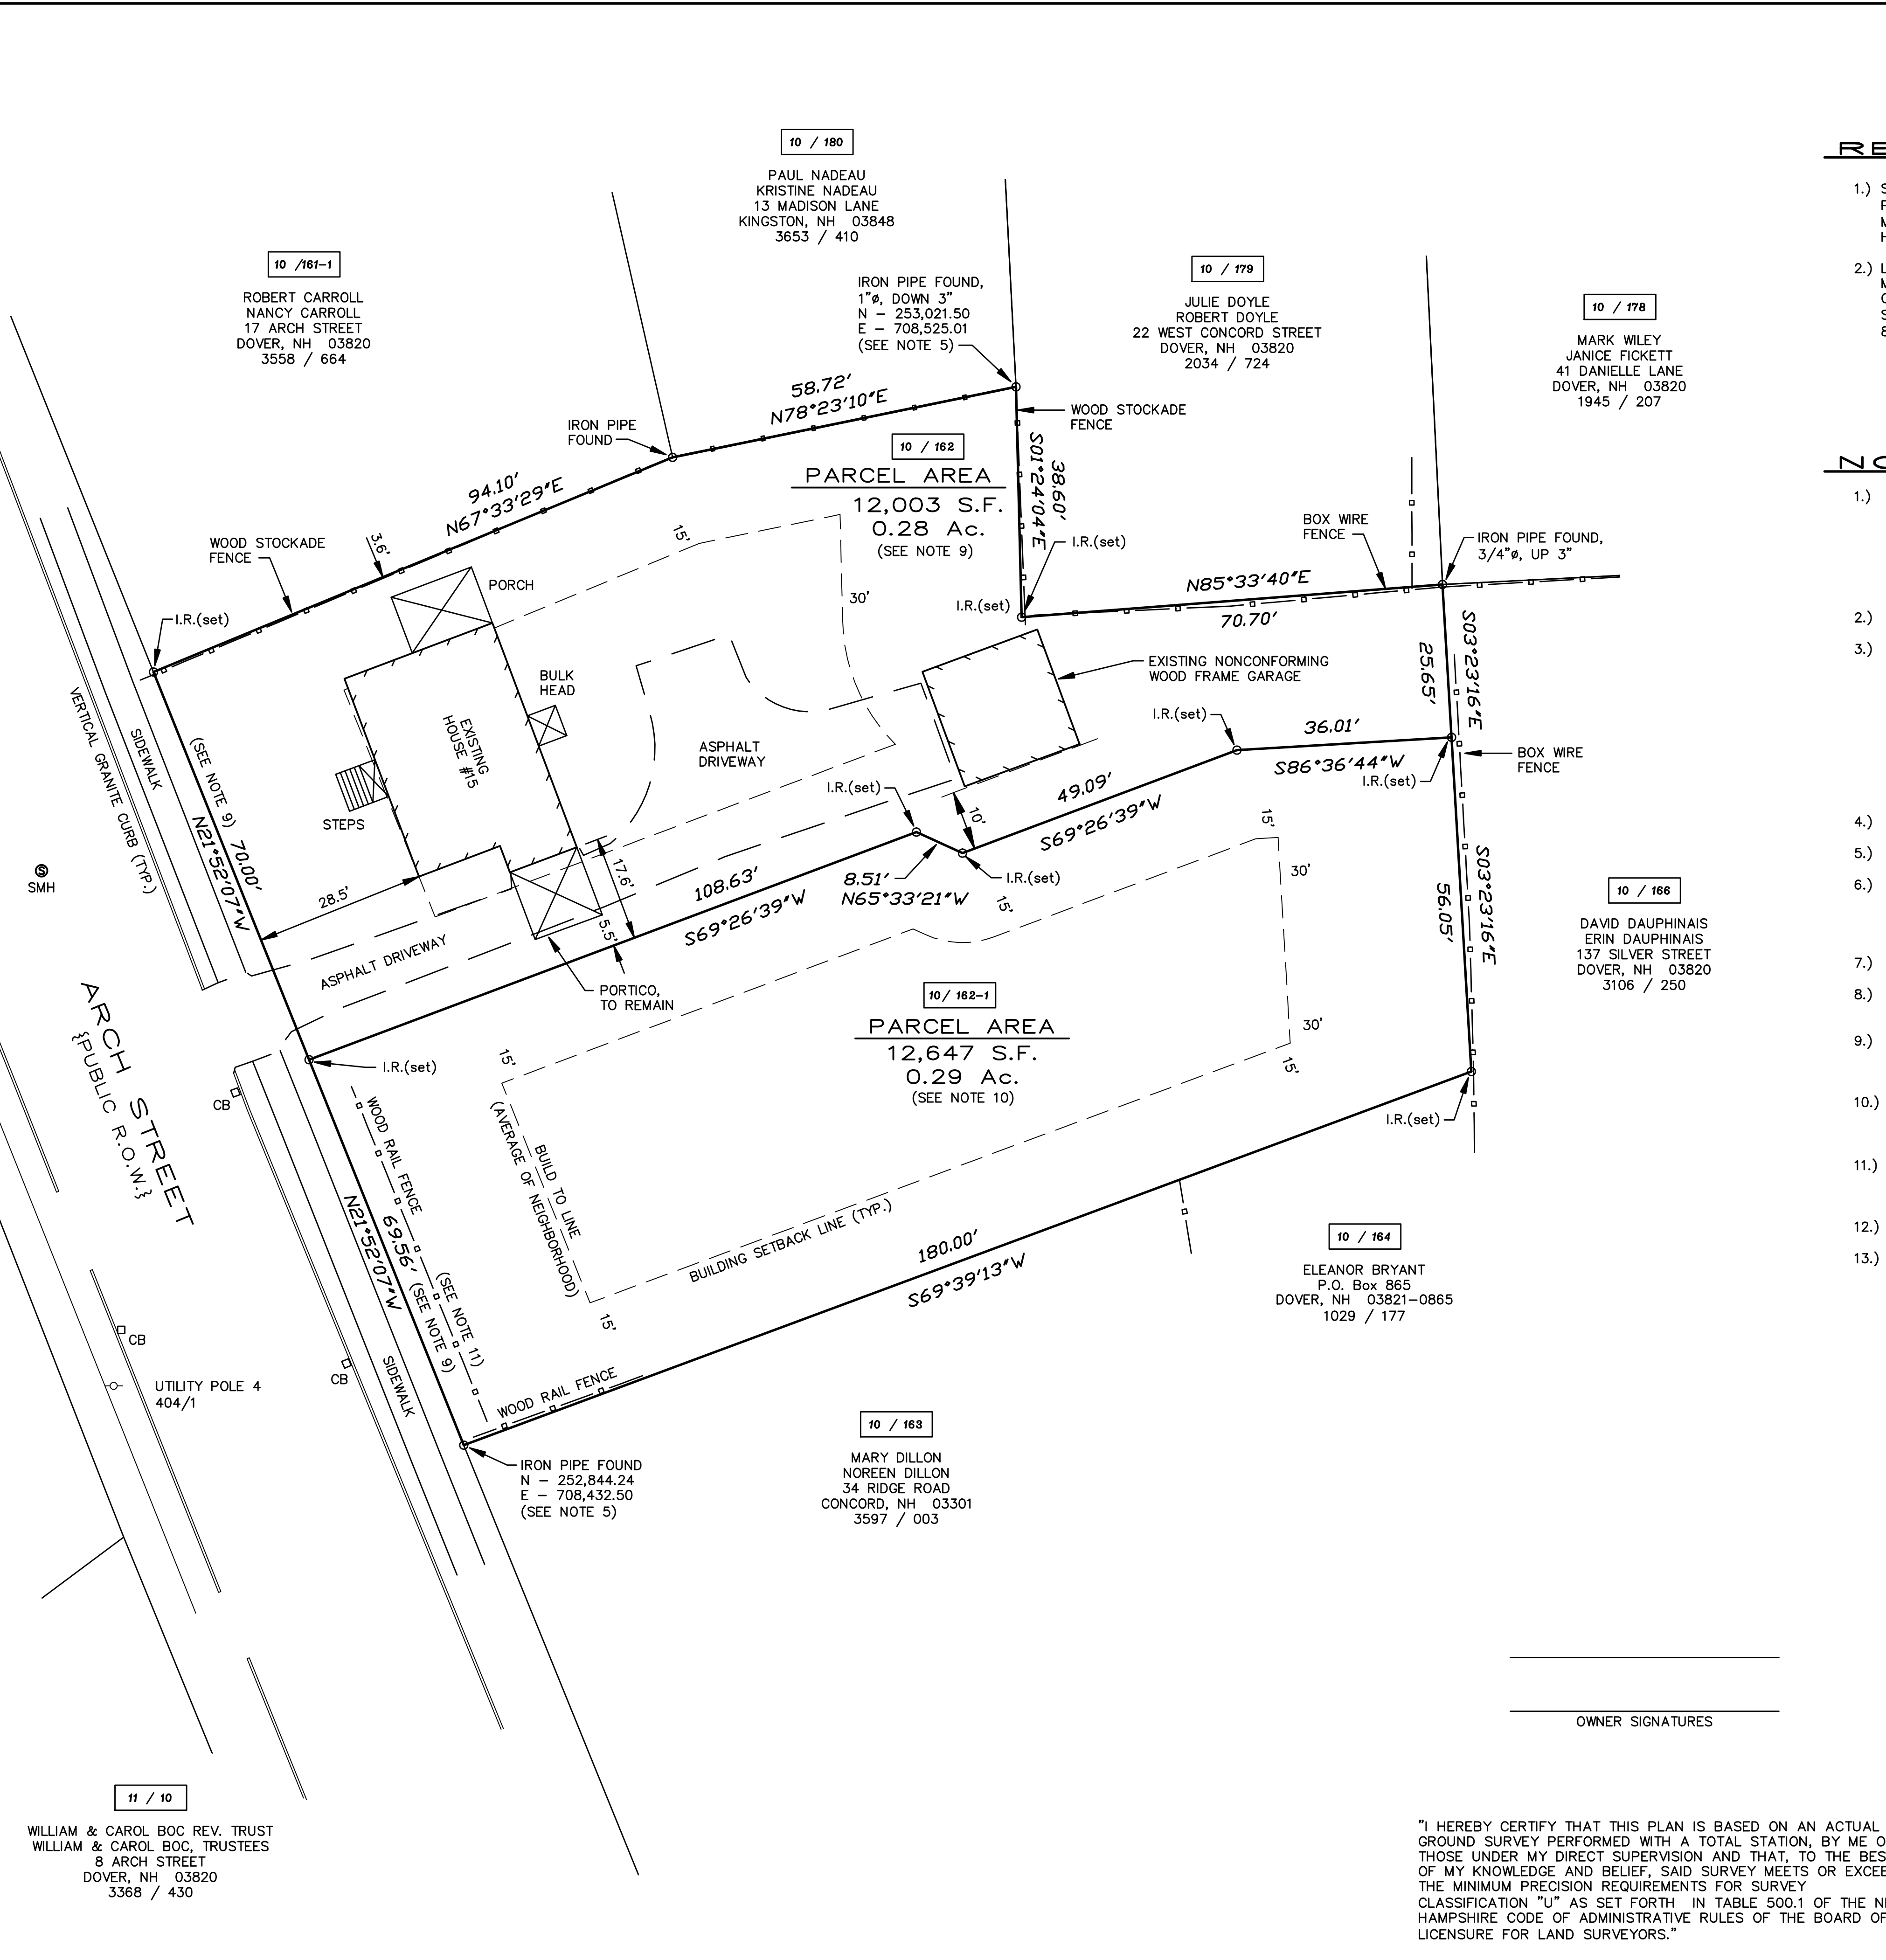 10 / 180
PAUL NADEAU
KRISTINE NADEAU
13 MADISON LANE
KINGSTON, NH 03848
3653 / 410
10 /161-1
ROBERT CARROLL
NANCY CARROLL
17 ARCH STREET
DOVER, NH 03820
3558 / 664
IRON PIPE FOUND,
1"ø, DOWN 3"
N - 253,021.50
E - 708,525.01
(SEE NOTE 5)
10 / 179
JULIE DOYLE
ROBERT DOYLE
22 WEST CONCORD STREET
DOVER, NH 03820
2034 / 724
10 / 178
MARK WILEY
JANICE FICKETT
41 DANIELLE LANE
DOVER, NH 03820
1945 / 207
RE
1.) S
P
M
H
2.) L
M
C
S
8
58.72'
N78°23'10"E
IRON PIPE
FOUND
WOOD STOCKADE
FENCE
10 / 162
PARCEL AREA
12,003 S.F.
0.28 Ac.
(SEE NOTE 9)
38.60'
S01°24'04"E
94.10'
N67°33'29"E
WOOD STOCKADE
FENCE
3.6'
15'
30'
I.R.(set)
I.R.(set)
I.R.(set)
BOX WIRE
FENCE
IRON PIPE FOUND,
3/4"ø, UP 3"
N85°33'40"E
70.70'
NO
1.)
2.)
3.)
4.)
5.)
6.)
7.)
8.)
9.)
10.)
11.)
12.)
13.)
PORCH
BULK
HEAD
EXISTING
HOUSE #15
STEPS
ASPHALT
DRIVEWAY
EXISTING NONCONFORMING
WOOD FRAME GARAGE
S03°23'16"E
25.65'
I.R.(set)
36.01'
S86°36'44"W
I.R.(set)
BOX WIRE
FENCE
VERTICAL GRANITE CURB (TYP.)
SIDEWALK
(SEE NOTE 9) 70.00'
N21°52'07"W
SMH
28.5'
17.6'
5.5'
I.R.(set)
10'
49.09'
S69°26'39"W
108.63'
S69°26'39"W
8.51'
N65°33'21"W
I.R.(set)
15'
15'
30'
S03°23'16"E
56.05'
10 / 166
DAVID DAUPHINAIS
ERIN DAUPHINAIS
137 SILVER STREET
DOVER, NH 03820
3106 / 250
ASPHALT DRIVEWAY
PORTICO,
TO REMAIN
10/ 162-1
PARCEL AREA
12,647 S.F.
0.29 Ac.
(SEE NOTE 10)
30'
15'
I.R.(set)
ARCH STREET
{PUBLIC R.O.W.}
CB
I.R.(set)
15'
WOOD RAIL FENCE
(SEE NOTE 11)
69.56' (SEE NOTE 9)
N21°52'07"W
BUILD TO LINE
(AVERAGE OF NEIGHBORHOOD)
BUILDING SETBACK LINE (TYP.)
15'
180.00'
S69°39'13"W
10 / 164
ELEANOR BRYANT
P.O. Box 865
DOVER, NH 03821-0865
1029 / 177
CB
CB
SIDEWALK
UTILITY POLE 4
404/1
WOOD RAIL FENCE
IRON PIPE FOUND
N - 252,844.24
E - 708,432.50
(SEE NOTE 5)
10 / 163
MARY DILLON
NOREEN DILLON
34 RIDGE ROAD
CONCORD, NH 03301
3597 / 003
OWNER SIGNATURES
11 / 10
WILLIAM & CAROL BOC REV. TRUST
WILLIAM & CAROL BOC, TRUSTEES
8 ARCH STREET
DOVER, NH 03820
3368 / 430
"I HEREBY CERTIFY THAT THIS PLAN IS BASED ON AN ACTUAL
GROUND SURVEY PERFORMED WITH A TOTAL STATION, BY ME O
THOSE UNDER MY DIRECT SUPERVISION AND THAT, TO THE BES
OF MY KNOWLEDGE AND BELIEF, SAID SURVEY MEETS OR EXCEE
THE MINIMUM PRECISION REQUIREMENTS FOR SURVEY
CLASSIFICATION "U" AS SET FORTH IN TABLE 500.1 OF THE N
HAMPSHIRE CODE OF ADMINISTRATIVE RULES OF THE BOARD OF
LICENSURE FOR LAND SURVEYORS."